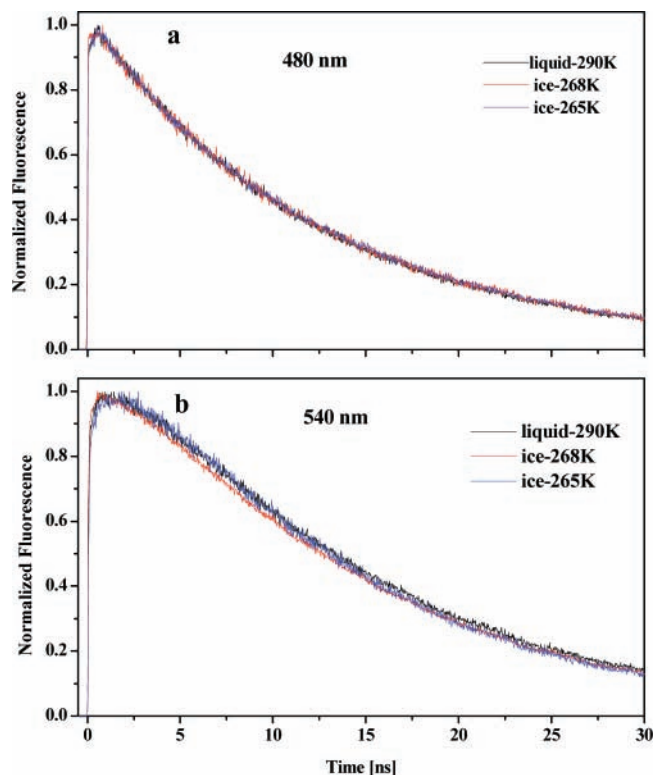 1.0
0.8
0.6
0.4
0.2
0.0
Normalized Fluorescence
a
480 nm
liquid-290K
ice-268K
ice-265K
1.0
0.8
0.6
0.4
0.2
0.0
Normalized Fluorescence
b
540 nm
liquid-290K
ice-268K
ice-265K
0 5 10 15 20 25 30
Time [ns]